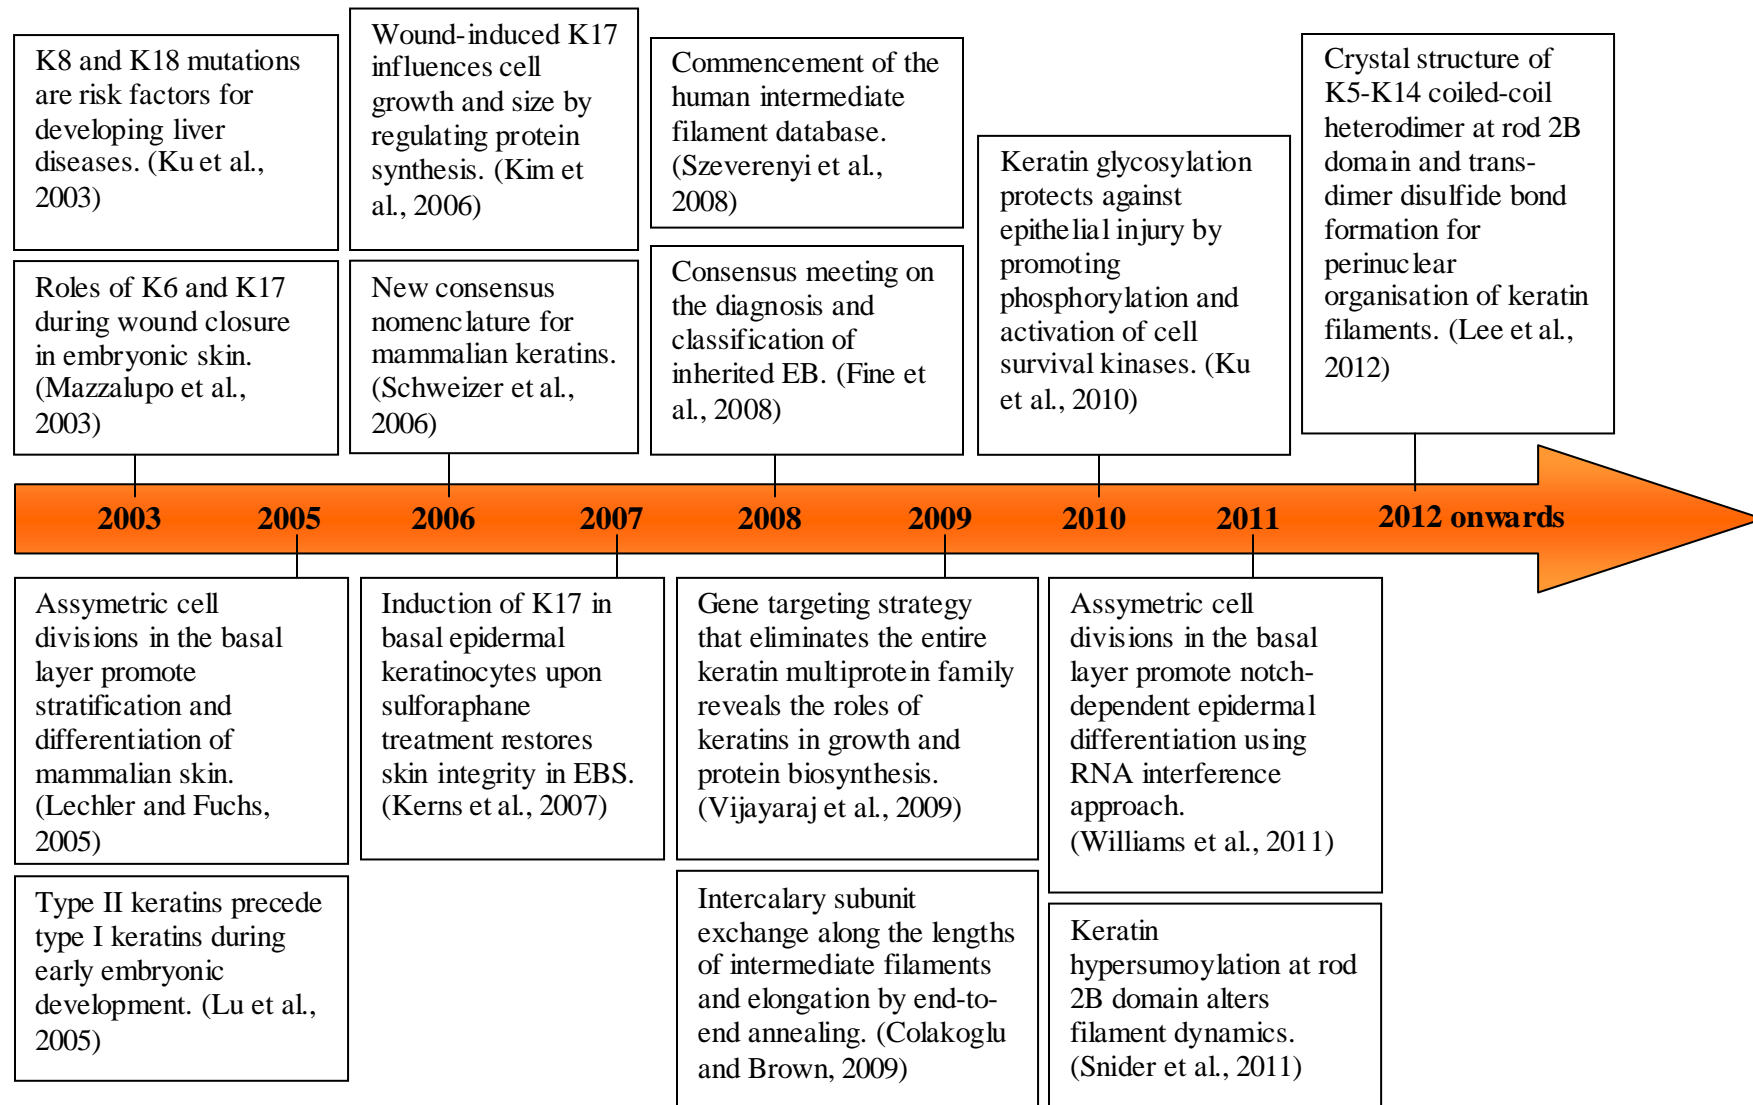 K8 and K18 mutations
are risk factors for
developing liver
diseases. (Ku et al.,
2003)
Roles of K6 and K17
during wound closure
in embryonic skin.
(Mazzalupo et al.,
2003)
Wound-induced K17
influences cell
growth and size by
regulating protein
synthesis. (Kim et
al., 2006)
New consensus
nomenclature for
mammalian keratins.
(Schweizer et al.,
2006)
Commencement of the
human intermediate
filament database.
(Szeverenyi et al.,
2008)
Consensus meeting on
the diagnosis and
classification of
inherited EB. (Fine et
al., 2008)
Keratin glycosylation
protects against
epithelial injury by
promoting
phosphorylation and
activation of cell
survival kinases. (Ku
et al., 2010)
Crystal structure of
K5-K14 coiled-coil
heterodimer at rod 2B
domain and trans-
dimer disulfide bond
formation for
perinuclear
organisation of keratin
filaments. (Lee et al.,
2012)
2003 2005 2006 2007 2008 2009 2010 2011 2012 onwards
Assymetric cell
divisions in the basal
layer promote
stratification and
differentiation of
mammalian skin.
(Lechler and Fuchs,
2005)
Type II keratins precede
type I keratins during
early embryonic
development. (Lu et al.,
2005)
Induction of K17 in
basal epidermal
keratinocytes upon
sulforaphane
treatment restores
skin integrity in EBS.
(Kerns et al., 2007)
Gene targeting strategy
that eliminates the entire
keratin multiprotein family
reveals the roles of
keratins in growth and
protein biosynthesis.
(Vijayaraj et al., 2009)
Intercalary subunit
exchange along the lengths
of intermediate filaments
and elongation by end-to-
end annealing. (Colakoglu
and Brown, 2009)
Assymetric cell
divisions in the basal
layer promote notch-
dependent epidermal
differentiation using
RNA interference
approach.
(Williams et al., 2011)
Keratin
hypersumoylation at rod
2B domain alters
filament dynamics.
(Snider et al., 2011)